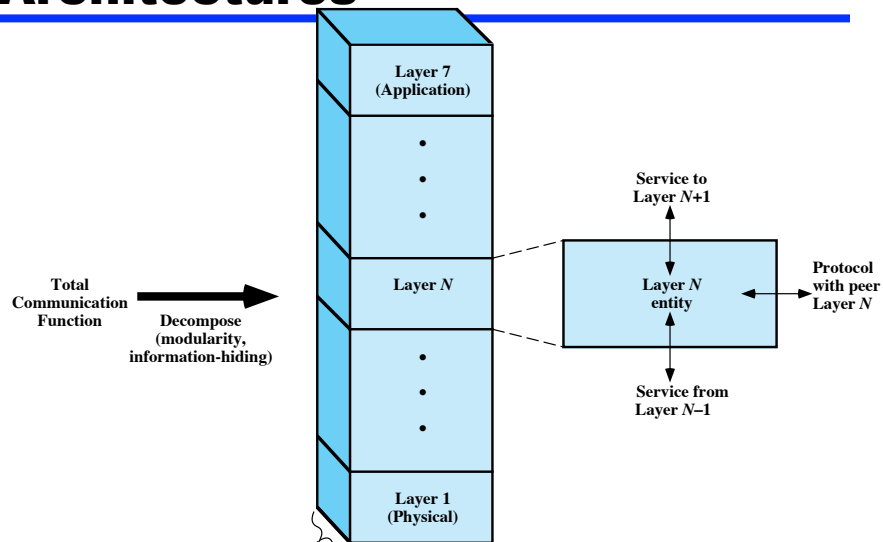 Architectures
Layer 7
(Application)
Service to
Layer N+1
Total
Communication
Function
Decompose
(modularity,
information-hiding)
Layer N
Layer N
entity
Protocol
with peer
Layer N
Service from
Layer N–1
Layer 1
(Physical)